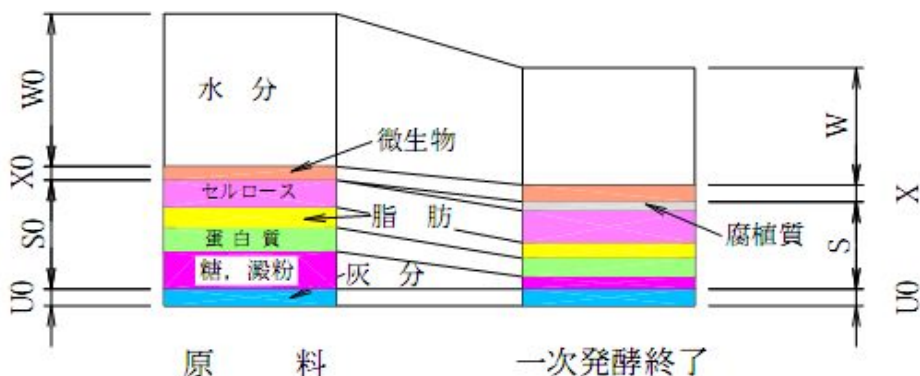 W0
X0
S0
U0
水 分
微生物
セルロース
脂 肪
蛋白質
糖，澱粉
灰 分
腐植質
W
X
S
U0
原 料
一次発酵終了